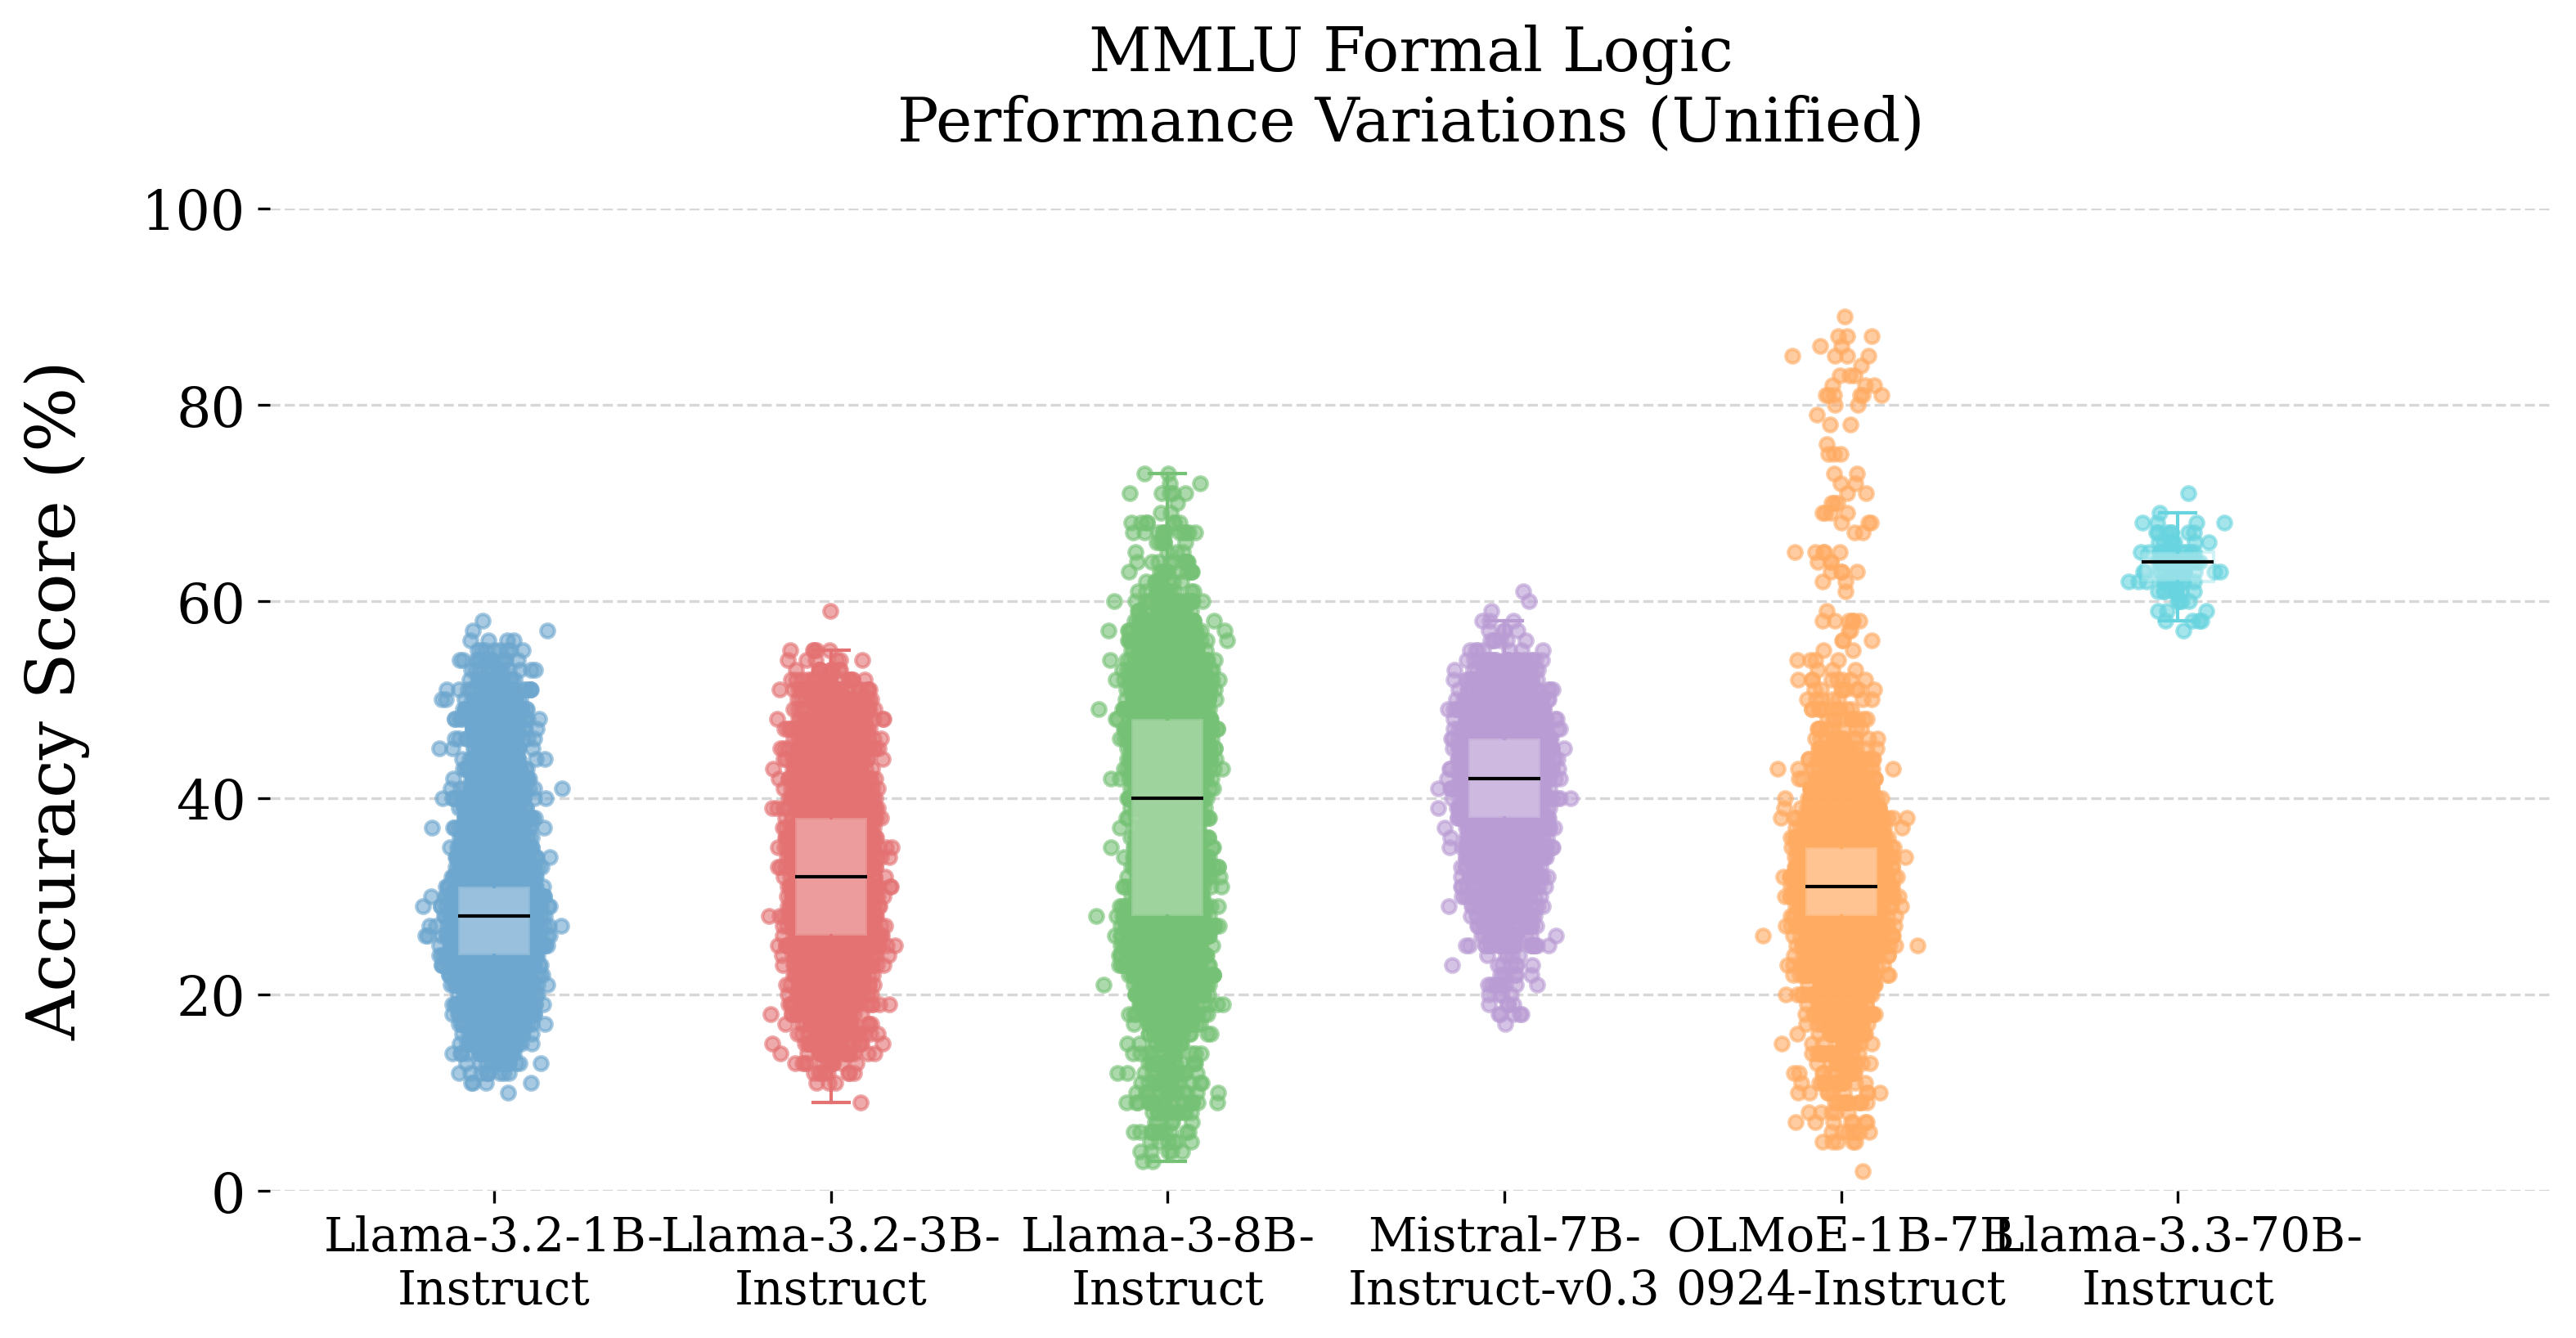 MMLU Formal Logic
Performance Variations (Unified)
Accuracy Score (%)
100
80
60
40
20
0
Llama-3.2-1B-
Instruct
Llama-3.2-3B-
Instruct
Llama-3-8B-
Instruct
Mistral-7B-
Instruct-v0.3
OLMoE-1B-7B
0924-Instruct
Llama-3.3-70B-
Instruct